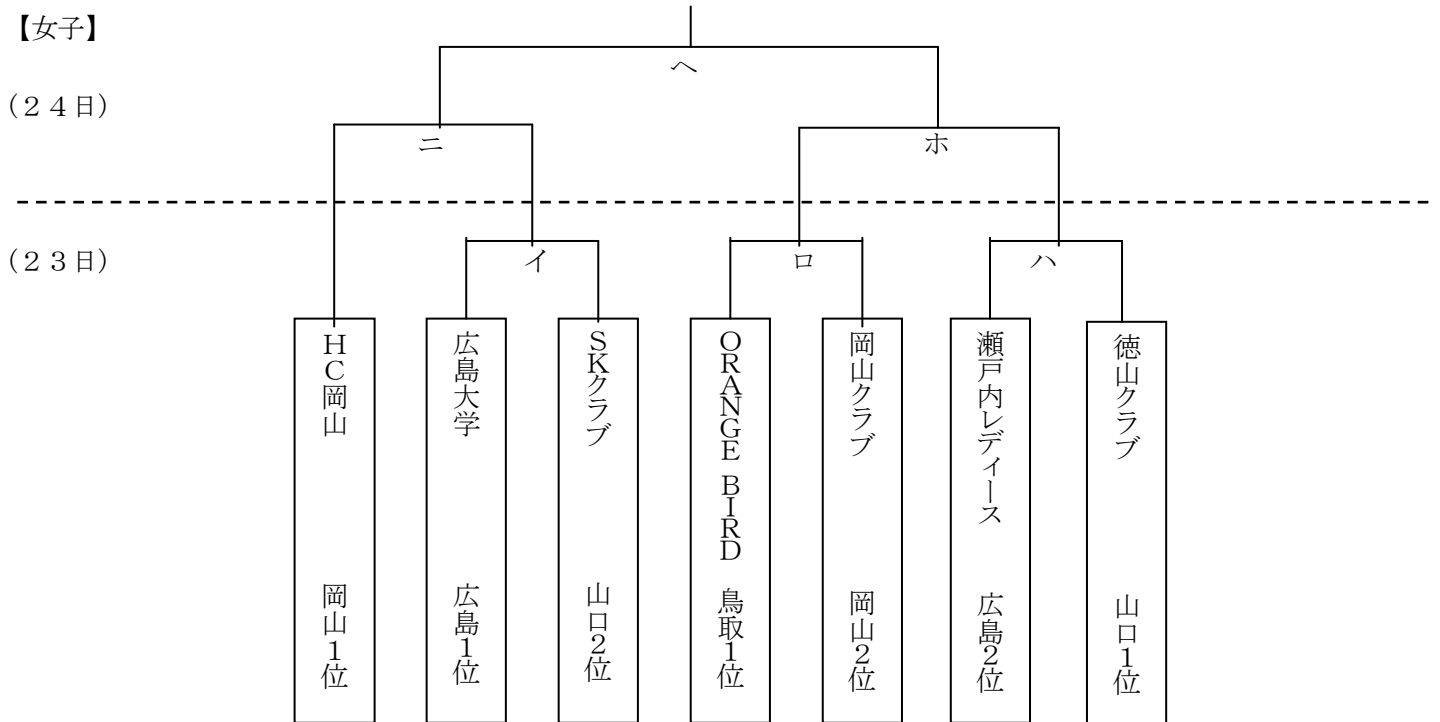 【女子】
ヘ
（２４日）
ニ
ホ
（２３日）
イ
ロ
ハ
ＨＣ岡山　岡山１位
広島大学　広島１位
ＳＫクラブ　山口２位
ＯＲＡＮＧＥ ＢＩＲＤ　鳥取１位
岡山クラブ　岡山２位
瀬戸内レディース　広島２位
徳山クラブ　山口１位